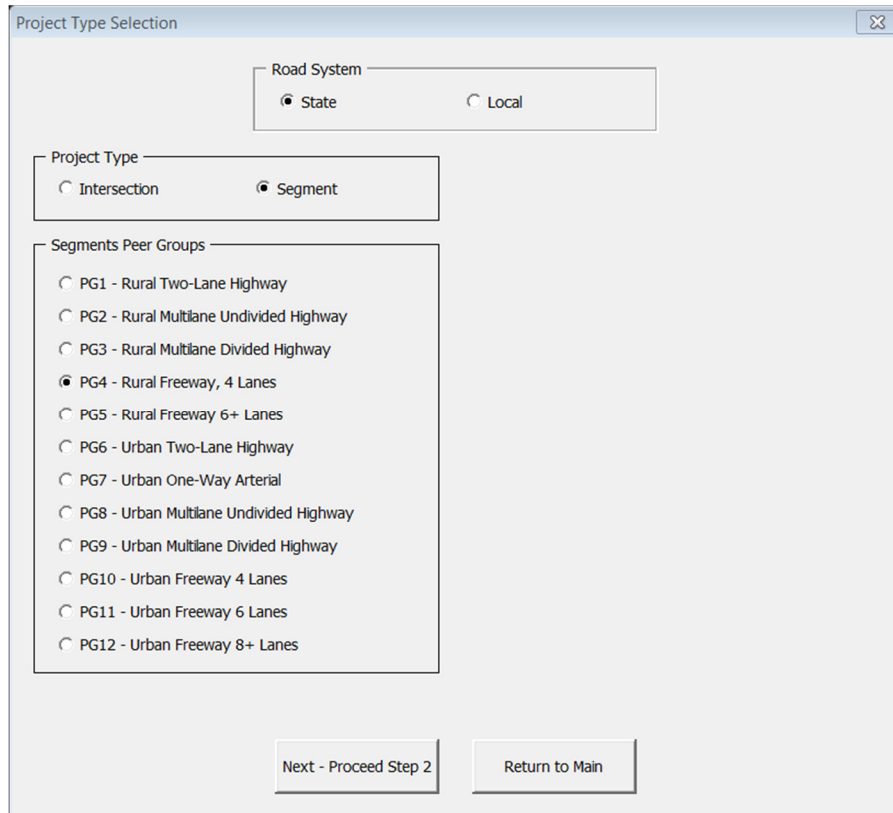 Project Type Selection
Road System
State Local
Project Type
Intersection Segment
Segments Peer Groups
PG1 - Rural Two-Lane Highway
PG2 - Rural Multilane Undivided Highway
PG3 - Rural Multilane Divided Highway
PG4 - Rural Freeway, 4 Lanes
PG5 - Rural Freeway 6+ Lanes
PG6 - Urban Two-Lane Highway
PG7 - Urban One-Way Arterial
PG8 - Urban Multilane Undivided Highway
PG9 - Urban Multilane Divided Highway
PG10 - Urban Freeway 4 Lanes
PG11 - Urban Freeway 6 Lanes
PG12 - Urban Freeway 8+ Lanes
Next - Proceed Step 2 Return to Main